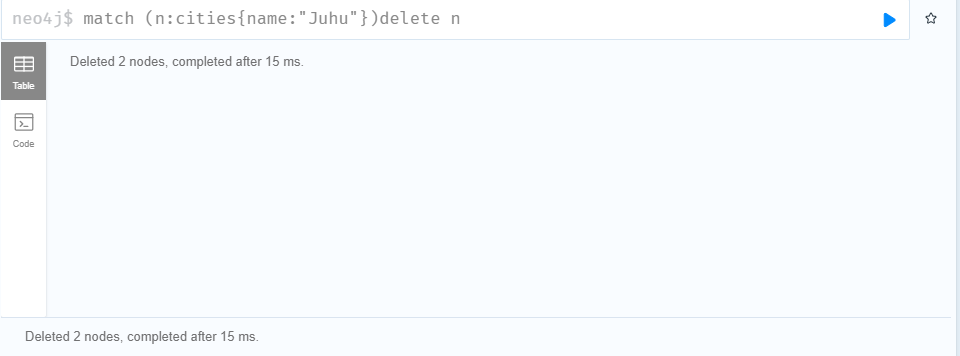 neo4j$ match (n:cities{name:"Juhu"})delete n
Deleted 2 nodes, completed after 15 ms.
Table
Code
Deleted 2 nodes, completed after 15 ms.